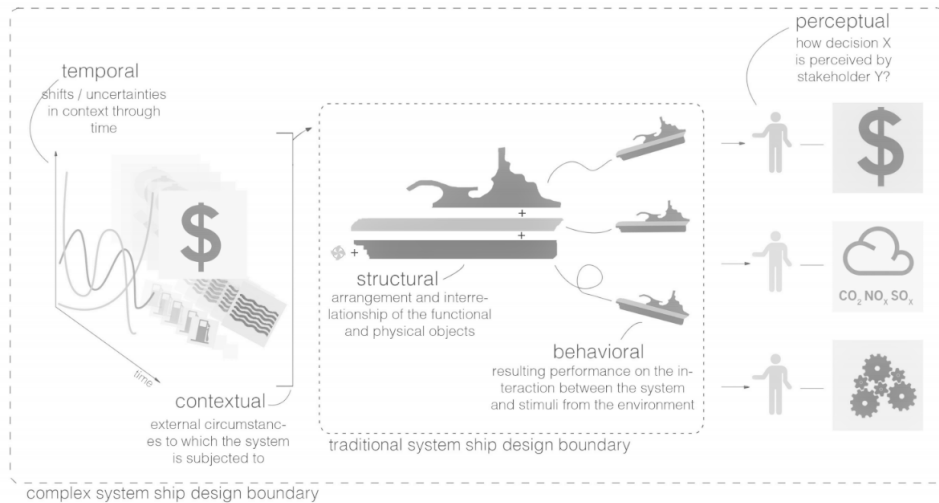 temporal
shifts / uncertainties
in context through
time
time
contextual
external circumstanc-
es to which the system
is subjected to
$
structural
arrangement and interre-
lationship of the functional
and physical objects
+
+
+
behavioral
resulting performance on the in-
teraction between the system
and stimuli from the environment
traditional system ship design boundary
perceptual
how decision X
is perceived by
stakeholder Y?
$
CO₂ NOₓ SOₓ
complex system ship design boundary